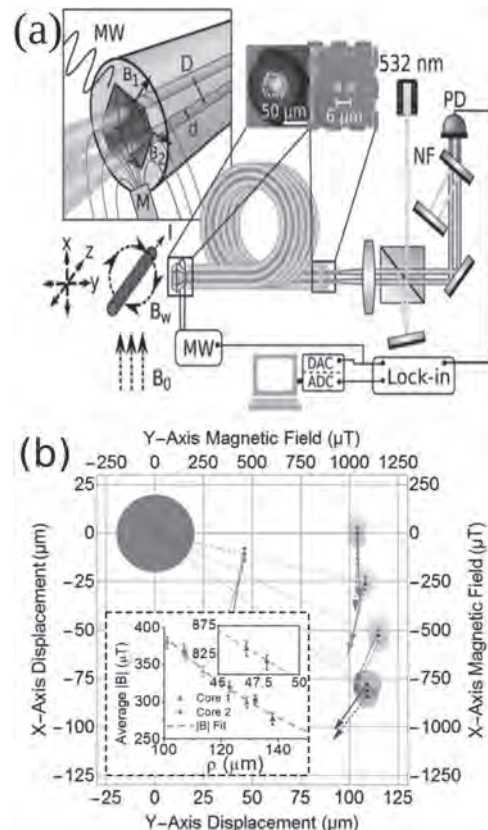 (a)
MW
B1
D
d
B2
M
50 μm
6 μm
532 nm
PD
NF
x
z
y
I
Bw
B0
MW
DAC
ADC
Lock-in
(b)
Y-Axis Magnetic Field (μT)
-250 0 250 500 750 1000 1250
25
0
-25
-50
-75
-100
-125
X-Axis Displacement (μm)
250
0
-250
-500
-750
-1000
-1250
X-Axis Magnetic Field (μT)
400
350
300
250
Average |B| (μT)
875
825
46 47.5 50
Core 1
Core 2
|B| Fit
100
ρ (μm)
140
-25 0 25 50 75 100 125
Y-Axis Displacement (μm)